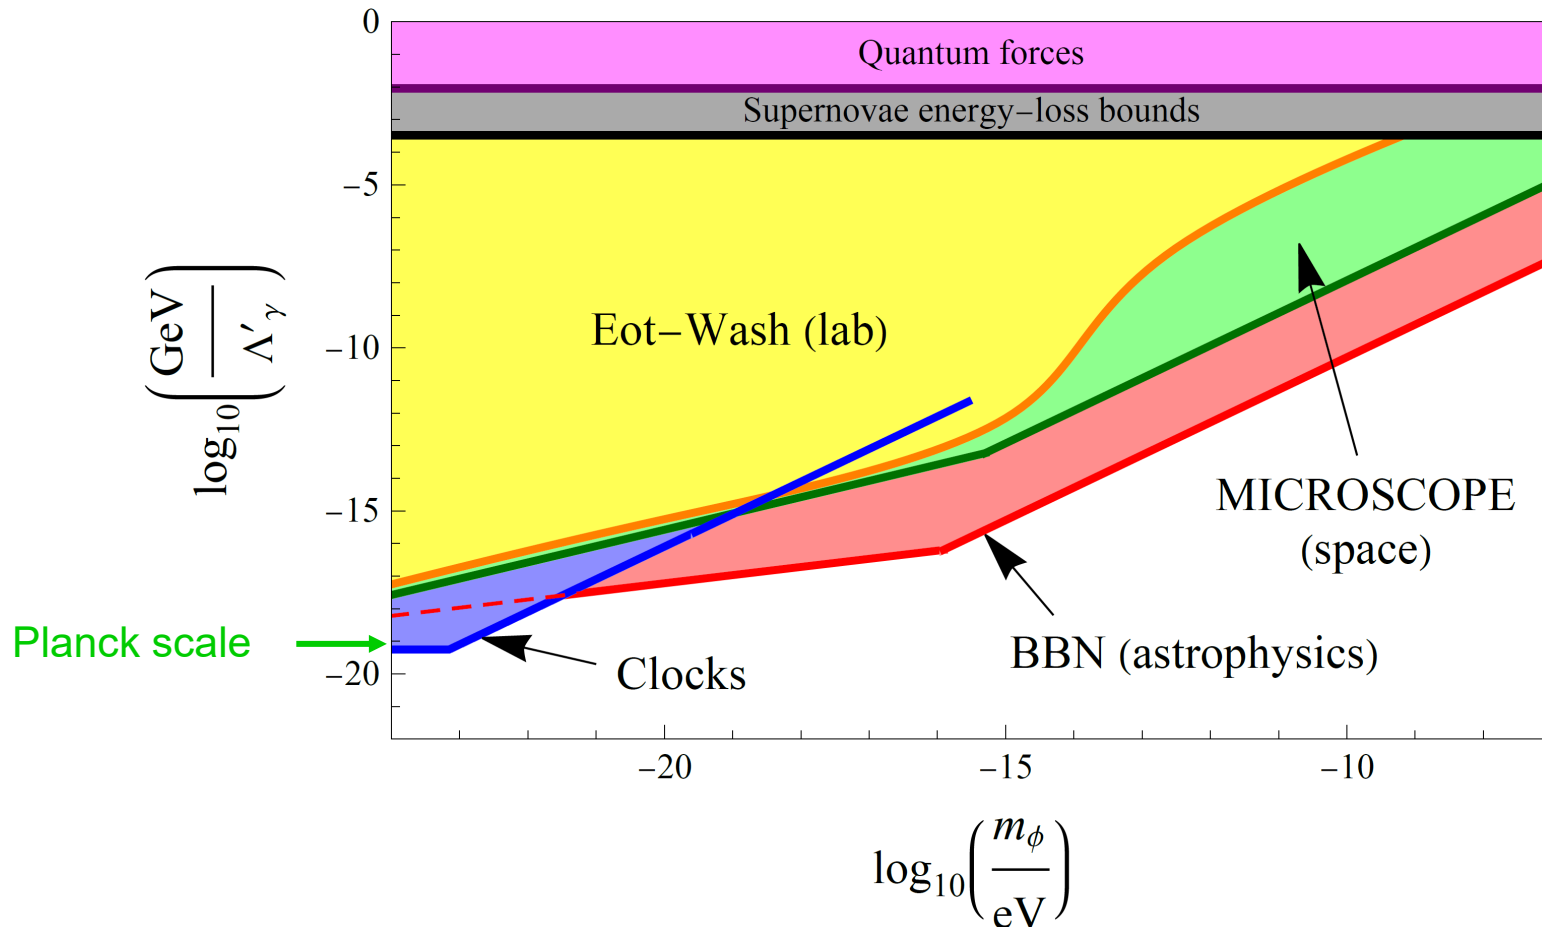 0
Quantum forces
Supernovae energy−loss bounds
−5
log10(GeV/Λ′γ)
Eot−Wash (lab)
−10
MICROSCOPE
(space)
−15
BBN (astrophysics)
Planck scale
Clocks
−20
−20 −15 −10
log10(mϕ/eV)